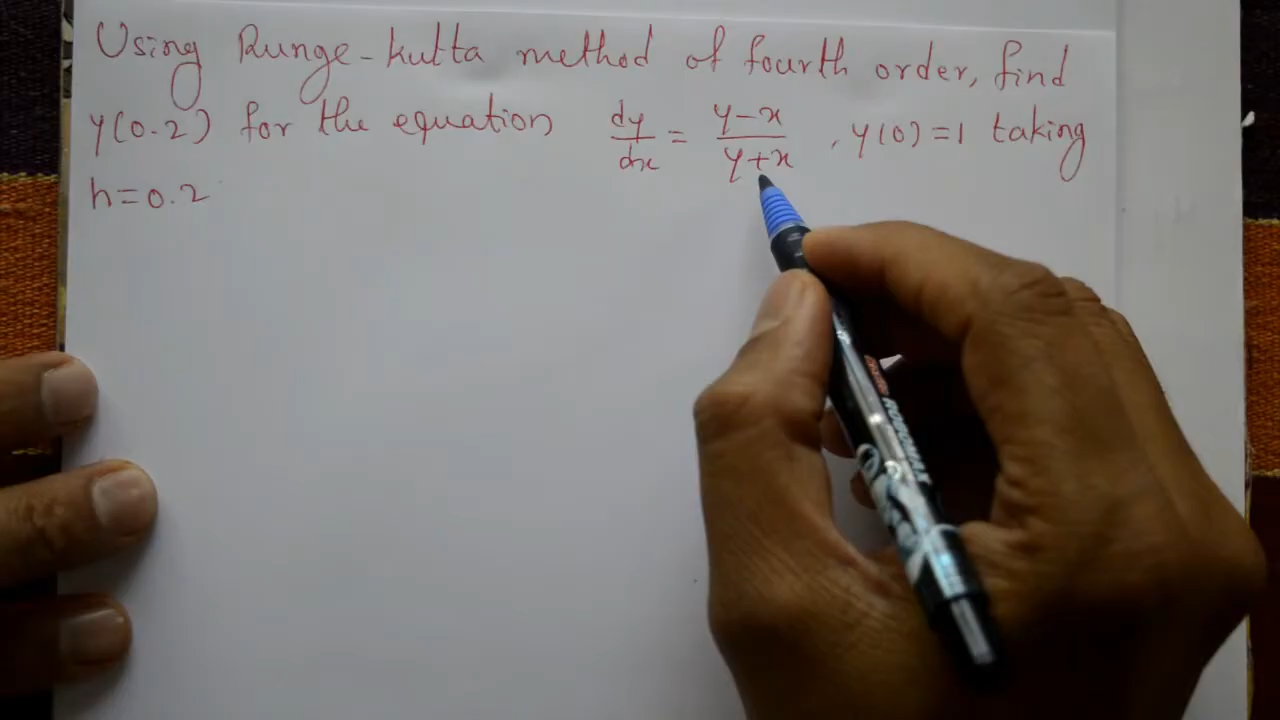 Using Runge-kutta method of fourth order, find
y(0.2) for the equation dy/dx = y-x/y+x , y(0)=1 taking
h=0.2
ROBOMAX